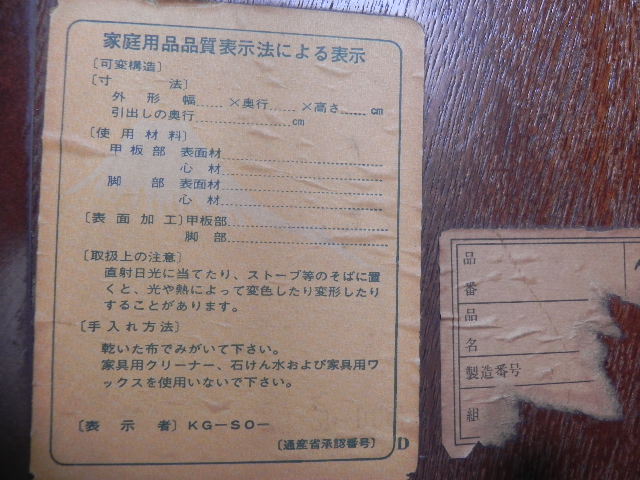 家庭用品品質表示法による表示
〔可変構造〕
〔寸　　　法〕
外形 幅 ×奥行 ×高さ cm
引出しの奥行 cm
〔使用材料〕
甲板部 表面材
心材
脚部 表面材
心材
〔表面加工〕甲板部
脚部
〔取扱上の注意〕
直射日光に当てたり、ストーブ等のそばに置
くと、光や熱によって変色したり変形したり
することがあります。
〔手入れ方法〕
乾いた布でみがいて下さい。
家具用クリーナー、石けん水および家具用ワ
ックスを使用いないで下さい。
〔表示者〕KG-SO-
〔通産省承認番号〕
D
品番
品名
製造番号
組